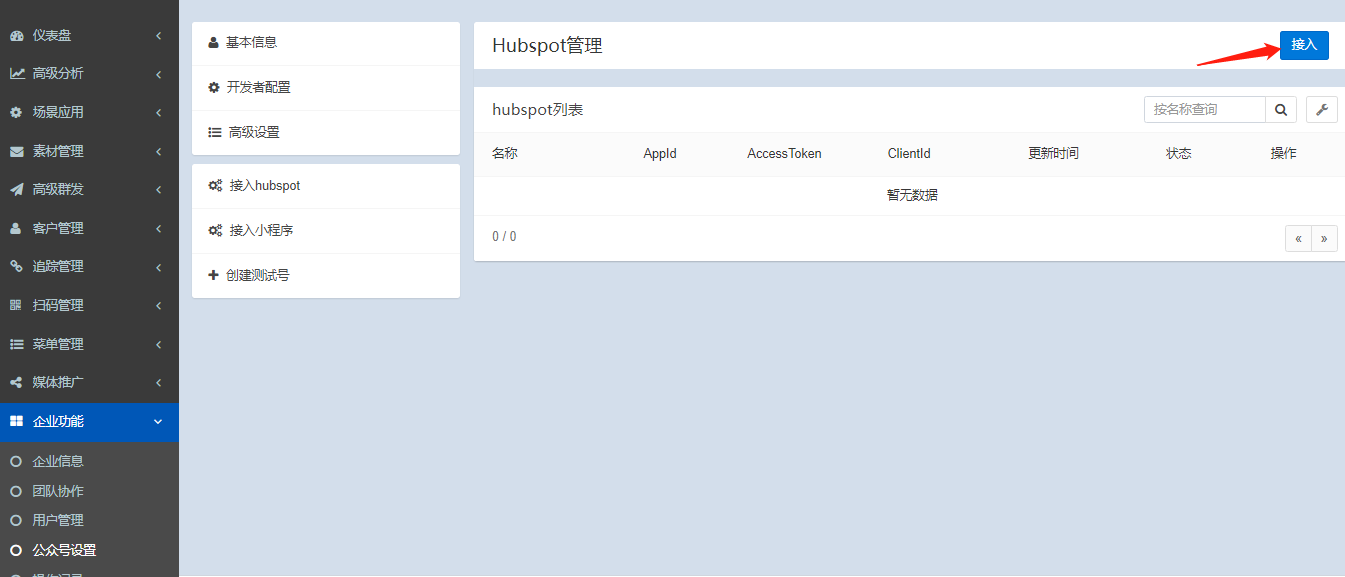 仪表盘
高级分析
场景应用
素材管理
高级群发
客户管理
追踪管理
扫码管理
菜单管理
媒体推广
企业功能
企业信息
团队协作
用户管理
公众号设置
基本信息
开发者配置
高级设置
接入hubspot
接入小程序
创建测试号
Hubspot管理
接入
hubspot列表
按名称查询
名称 AppId AccessToken ClientId 更新时间 状态 操作
暂无数据
0 / 0
« »